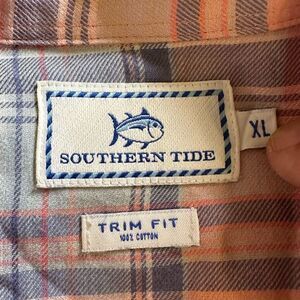 XL
SOUTHERN TIDE
TRIM FIT
100% COTTON